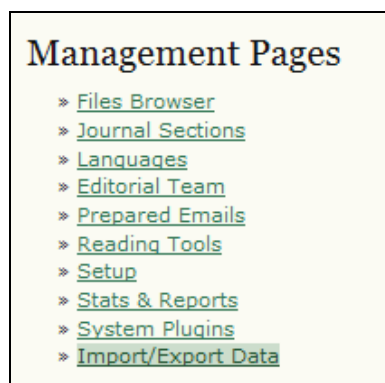 Management Pages
» Files Browser
» Journal Sections
» Languages
» Editorial Team
» Prepared Emails
» Reading Tools
» Setup
» Stats & Reports
» System Plugins
» Import/Export Data